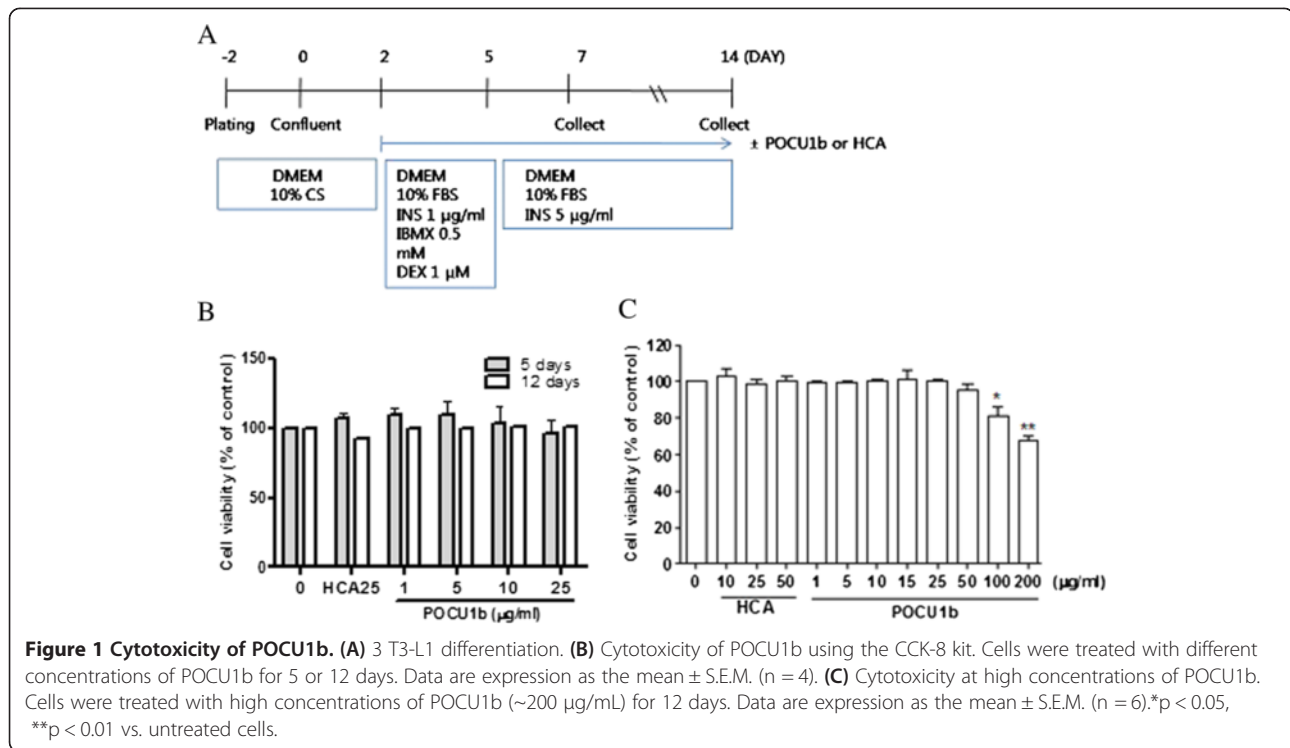 A
-2 0 2 5 7 14 (DAY)
Plating Confluent Collect Collect
± POCU1b or HCA
DMEM
10% CS
DMEM
10% FBS
INS 1 µg/ml
IBMX 0.5
mM
DEX 1 µM
DMEM
10% FBS
INS 5 µg/ml
B
Cell viability (% of control)
150
100
50
0
5 days
12 days
0 HCA25 1 5 10 25
POCU1b (µg/ml)
C
Cell viability (% of control)
120
100
80
60
40
20
0
*
**
0 10 25 50 1 5 10 15 25 50 100 200 (µg/ml)
HCA POCU1b
Figure 1 Cytotoxicity of POCU1b. (A) 3 T3-L1 differentiation. (B) Cytotoxicity of POCU1b using the CCK-8 kit. Cells were treated with different
concentrations of POCU1b for 5 or 12 days. Data are expression as the mean ± S.E.M. (n = 4). (C) Cytotoxicity at high concentrations of POCU1b.
Cells were treated with high concentrations of POCU1b (~200 µg/mL) for 12 days. Data are expression as the mean ± S.E.M. (n = 6).*p < 0.05,
**p < 0.01 vs. untreated cells.